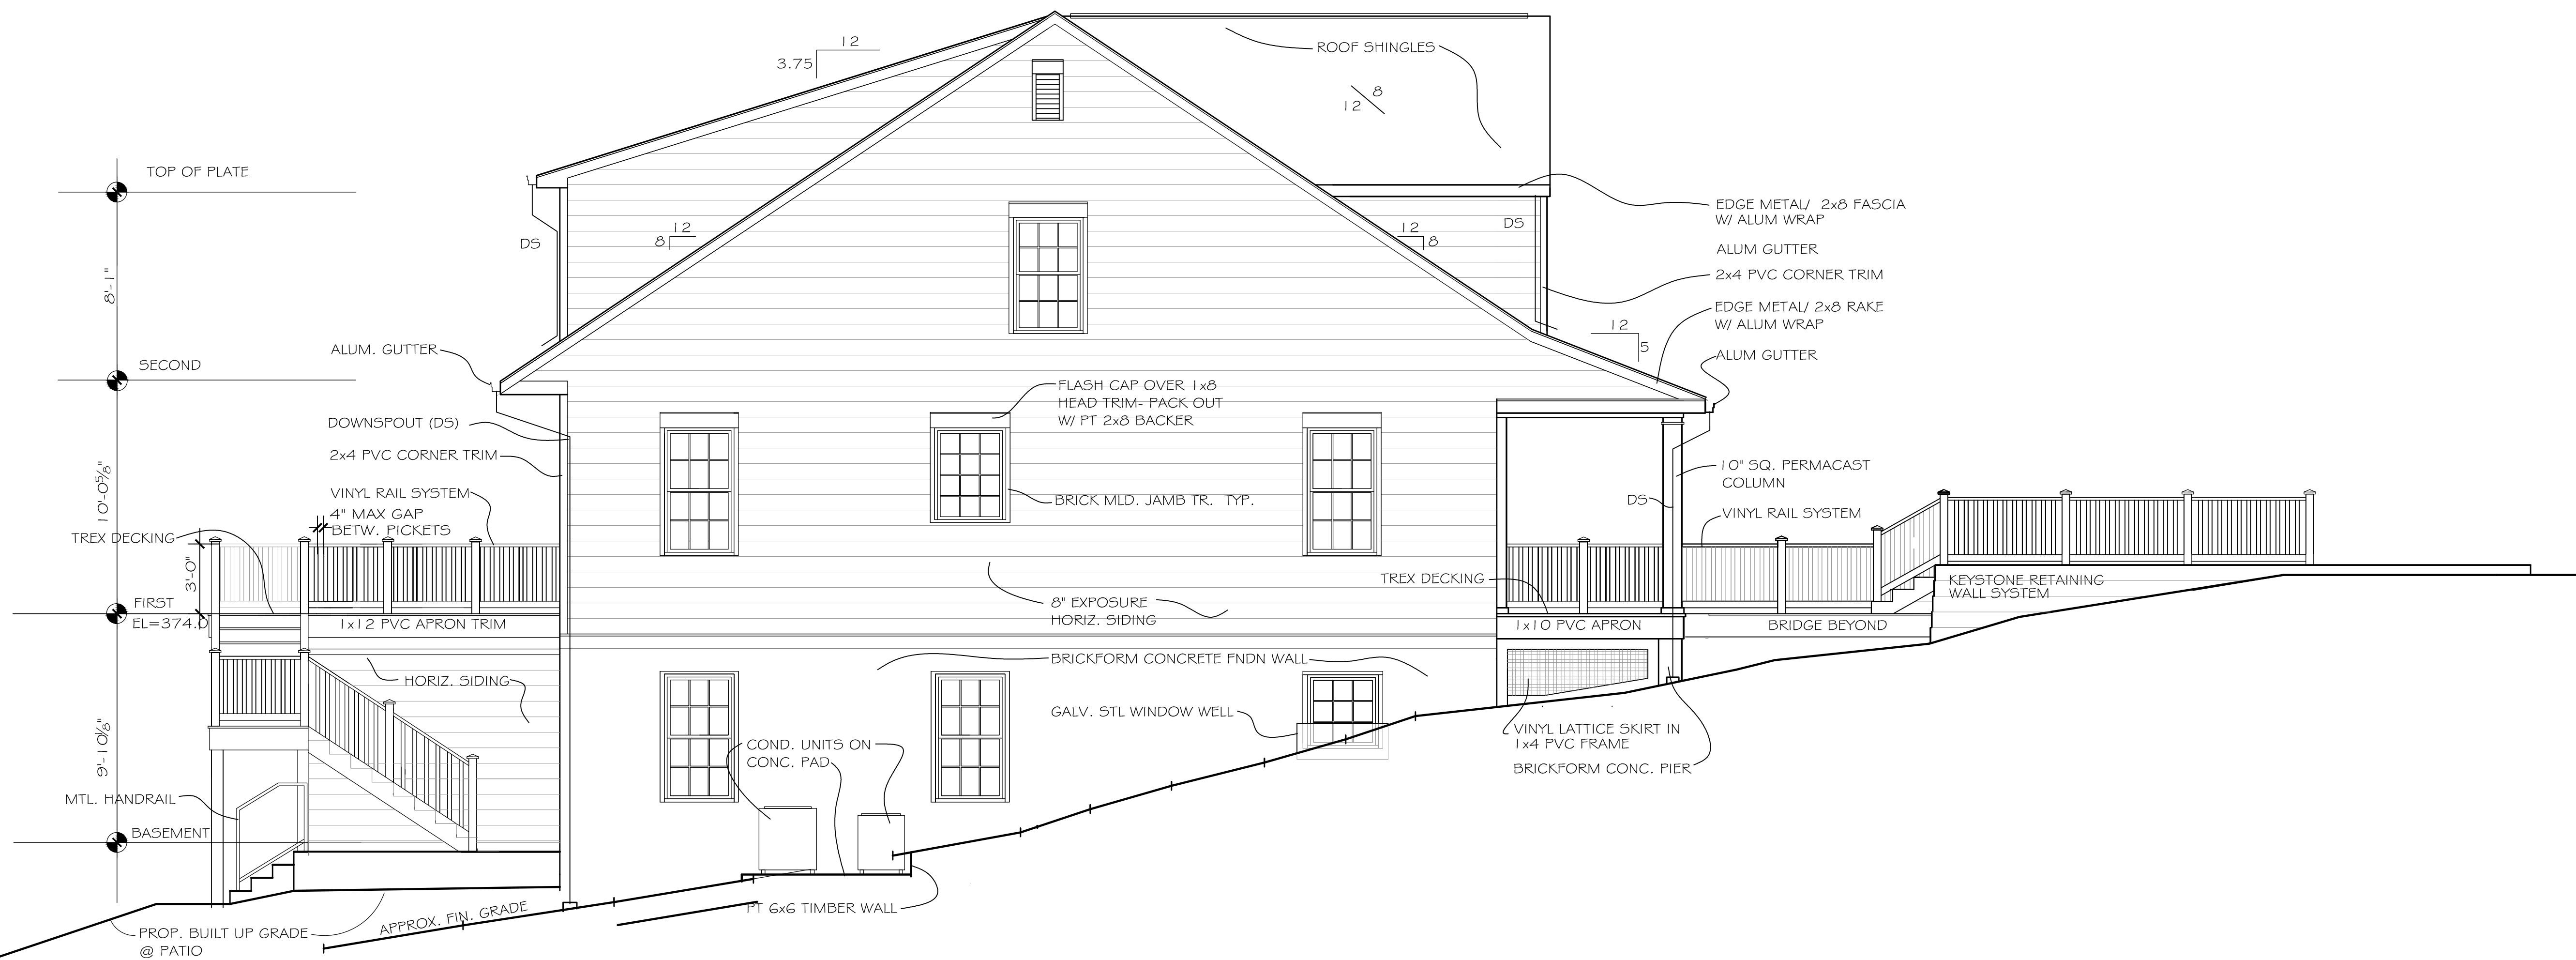 12
3.75
ROOF SHINGLES
8
12
TOP OF PLATE
EDGE METAL/ 2x8 FASCIA
W/ ALUM WRAP
DS
12
8
DS
12
8
ALUM GUTTER
2x4 PVC CORNER TRIM
8'-1"
EDGE METAL/ 2x8 RAKE
W/ ALUM WRAP
12
5
ALUM GUTTER
ALUM. GUTTER
SECOND
FLASH CAP OVER 1x8
HEAD TRIM- PACK OUT
W/ PT 2x8 BACKER
DOWNSPOUT (DS)
2x4 PVC CORNER TRIM
10" SQ. PERMACAST
COLUMN
10'-0 5/8"
VINYL RAIL SYSTEM
4" MAX GAP
BETW. PICKETS
BRICK MLD. JAMB TR. TYP.
DS
VINYL RAIL SYSTEM
TREX DECKING
3'-0"
TREX DECKING
KEYSTONE RETAINING
WALL SYSTEM
FIRST
EL=374.0
1x12 PVC APRON TRIM
8" EXPOSURE
HORIZ. SIDING
1x10 PVC APRON
BRIDGE BEYOND
BRICKFORM CONCRETE FNDN WALL
HORIZ. SIDING
GALV. STL WINDOW WELL
9'-10 1/8"
COND. UNITS ON
CONC. PAD
VINYL LATTICE SKIRT IN
1x4 PVC FRAME
BRICKFORM CONC. PIER
MTL. HANDRAIL
BASEMENT
PT 6x6 TIMBER WALL
APPROX. FIN. GRADE
PROP. BUILT UP GRADE
@ PATIO